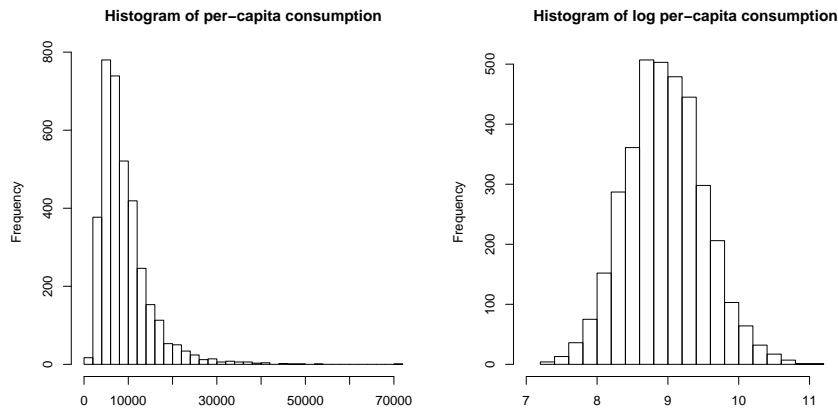 Histogram of per−capita consumption
Frequency
0
200
400
600
800
0 10000 30000 50000 70000
Histogram of log per−capita consumption
Frequency
0
100
200
300
400
500
7 8 9 10 11